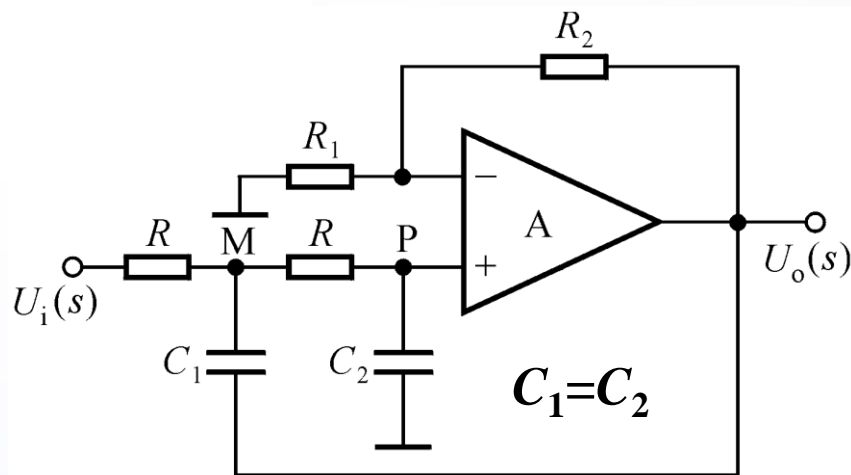 R₂
R₁
−
A
R M R P
+
Uᵢ(s)
Uₒ(s)
C₁ C₂
C₁=C₂